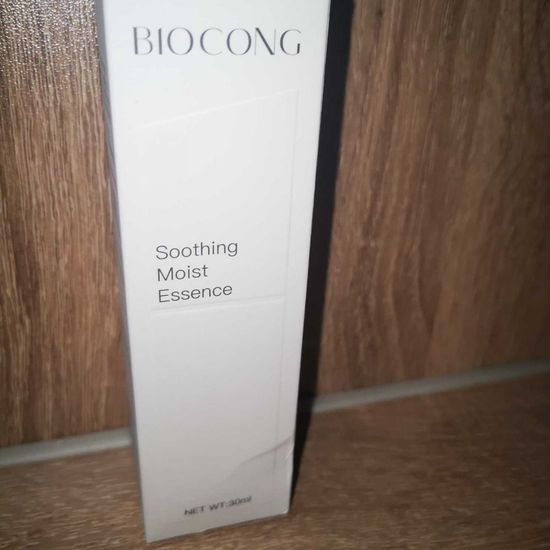 BIOCONG
Soothing
Moist
Essence
NET WT:30ml